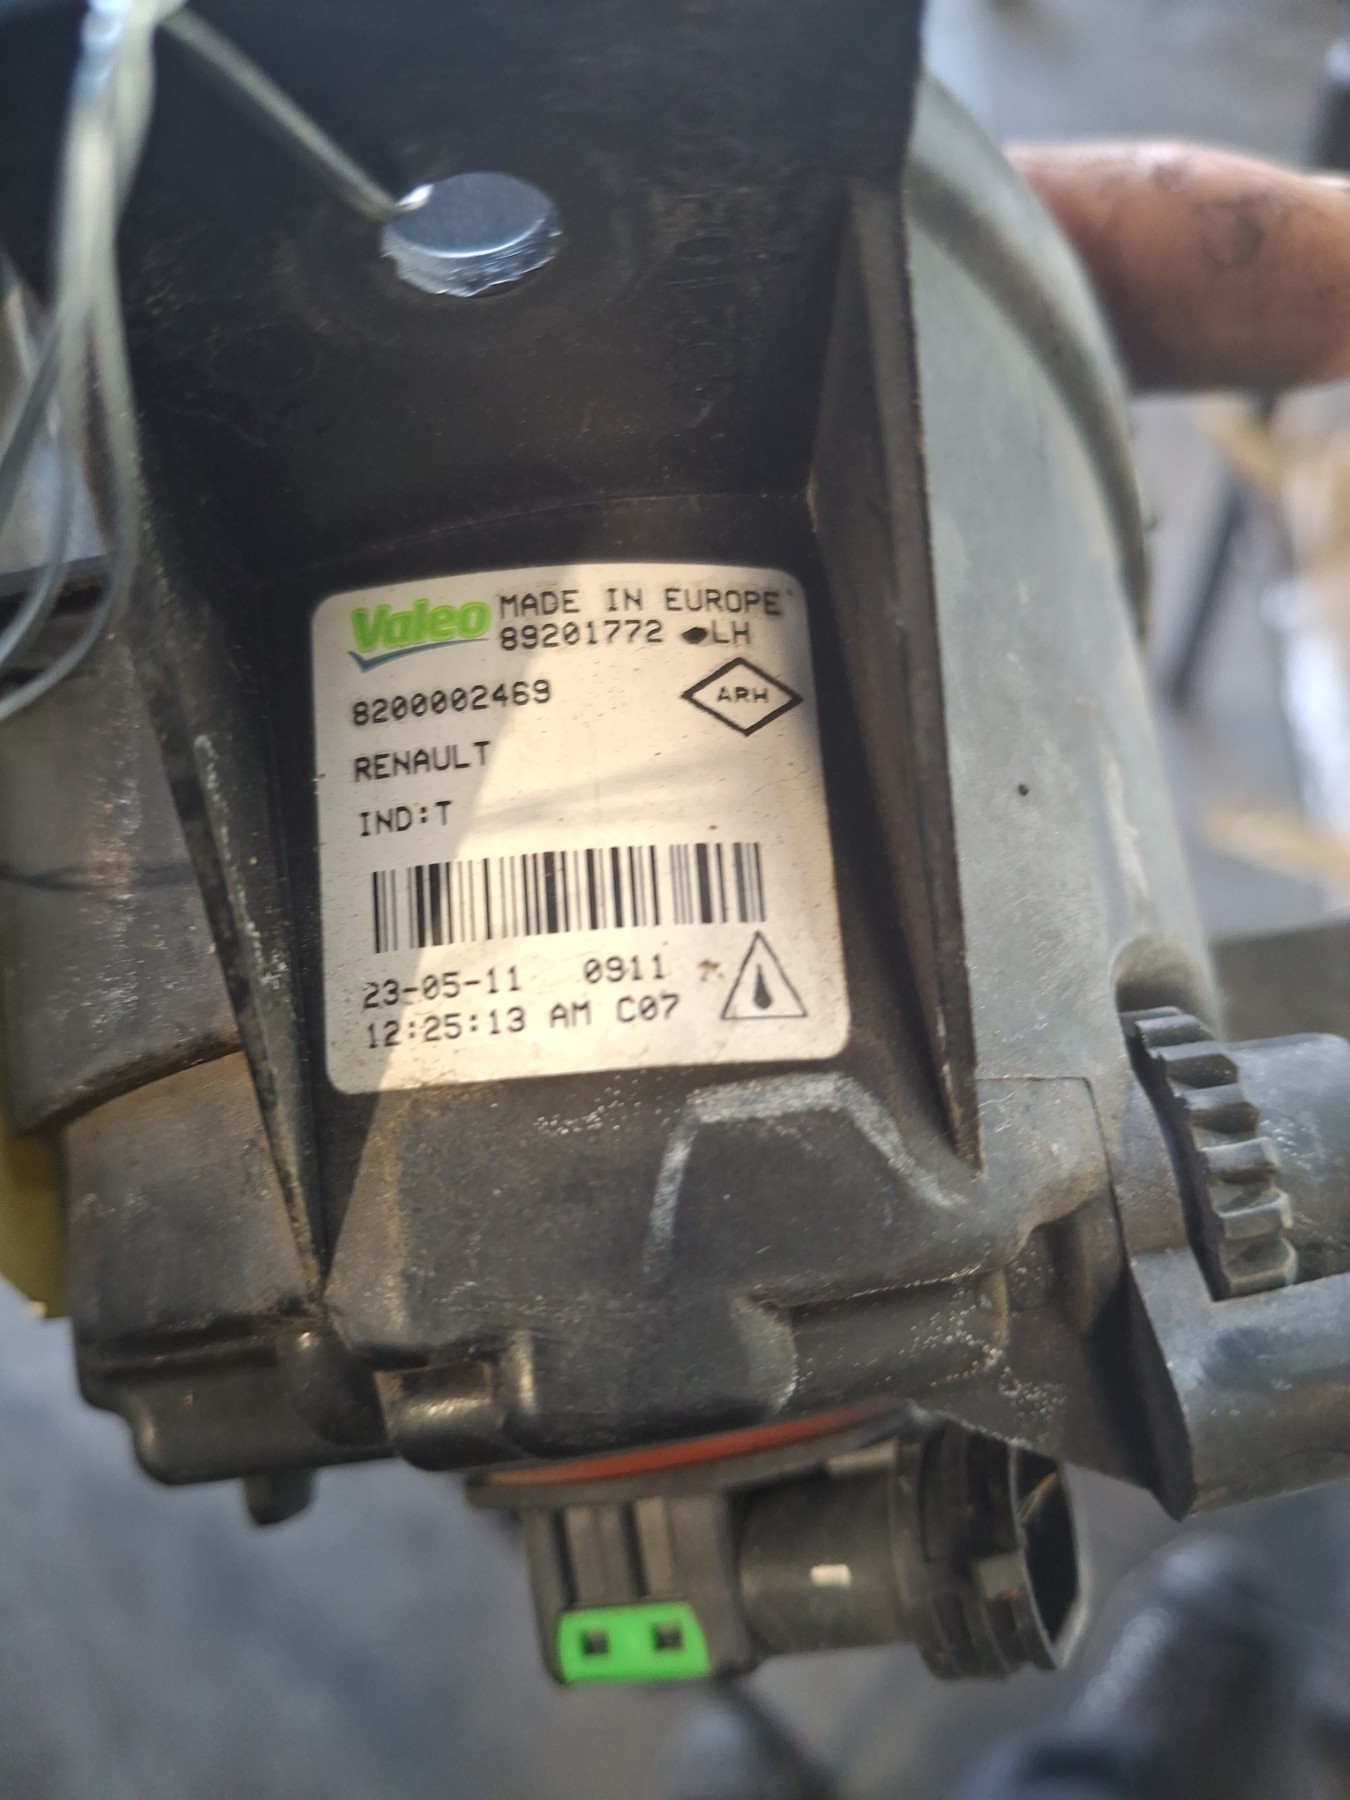 Valeo MADE IN EUROPE
89201772 LH
8200002469
ARH
RENAULT
IND:T
23-05-11 0911
12:25:13 AM C07